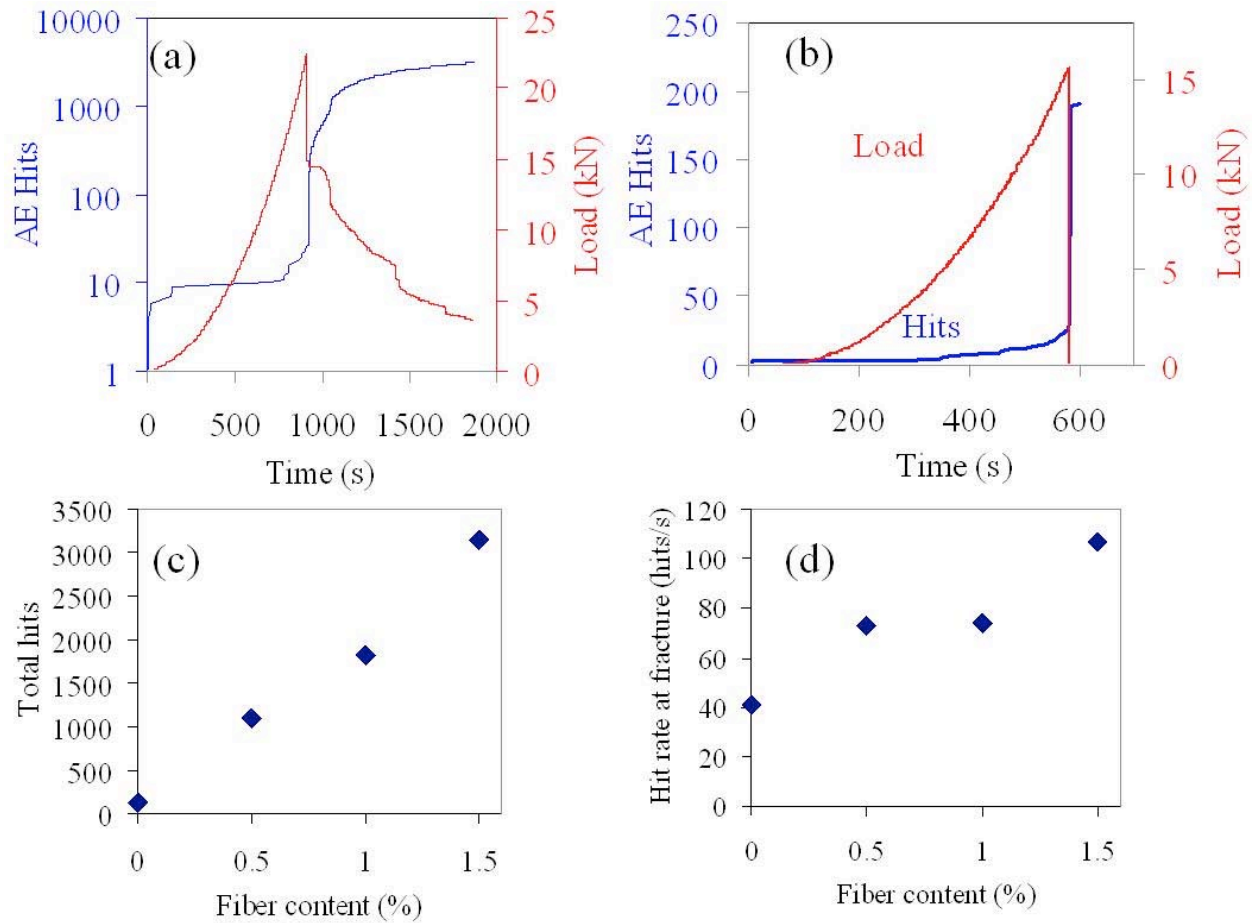 (a)
10000
1000
100
10
1
AE Hits
25
20
15
10
5
0
Load (kN)
0 500 1000 1500 2000
Time (s)
(b)
250
200
150
100
50
0
AE Hits
Load
Hits
15
10
5
0
Load (kN)
0 200 400 600
Time (s)
(c)
3500
3000
2500
2000
1500
1000
500
0
Total hits
0 0.5 1 1.5
Fiber content (%)
(d)
120
100
80
60
40
20
0
Hit rate at fracture (hits/s)
0 0.5 1 1.5
Fiber content (%)